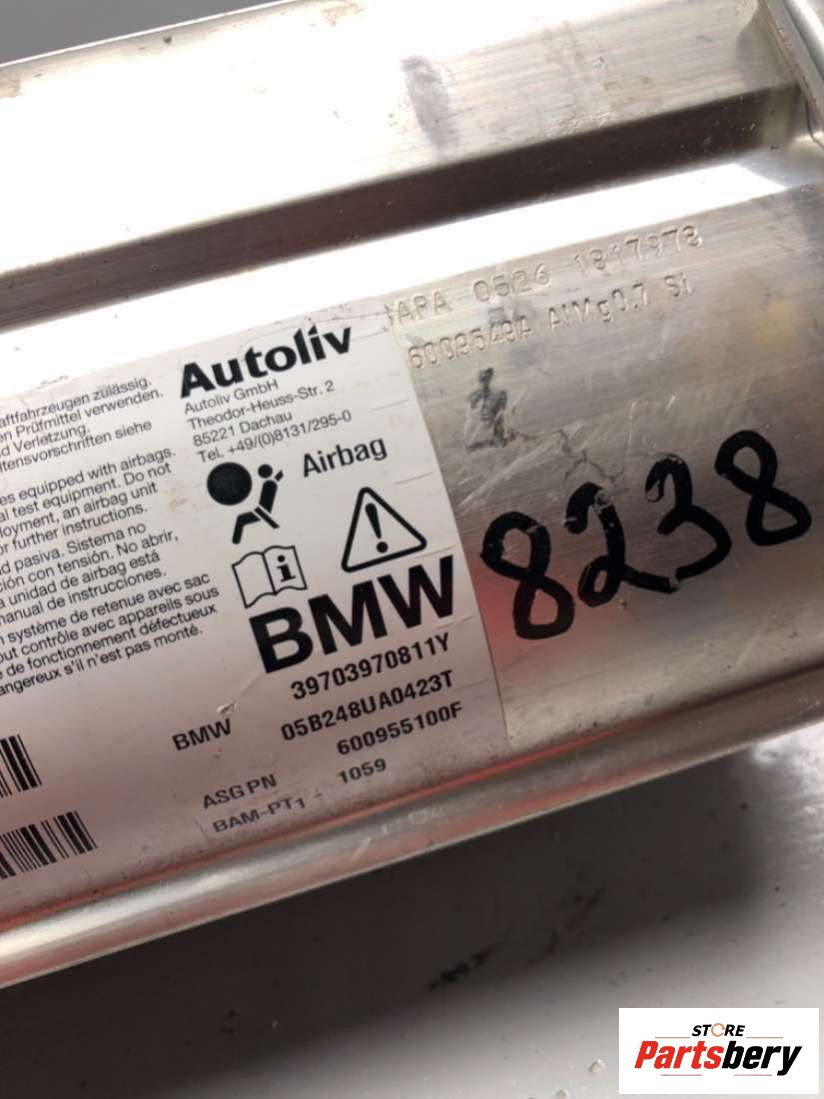 APA 0526 1817978
6009549A AlMg0.7 Si
Autoliv
Autoliv GmbH
Theodor-Heuss-Str. 2
85221 Dachau
Tel. +49/(0)8131/295-0
Airbag
aftfahrzeugen zulässig.
en Prüfmittel verwenden.
d Verletzung.
ltensvorschriften siehe
es equipped with airbags.
al test equipment. Do not
loyment, an airbag unit
or further instructions.
d pasiva. Sistema no
ción con tensión. No abrir,
a unidad de airbag está
manual de instrucciones.
n système de retenue avec sac
out contrôle avec appareils sous
e de fonctionnement défectueux
angereux s'il n'est pas monté.
i
!
BMW
39703970811Y
BMW 05B248UA0423T
ASG PN 600955100F
BAM-PT1 - 1059
8238
STORE
Partsbery